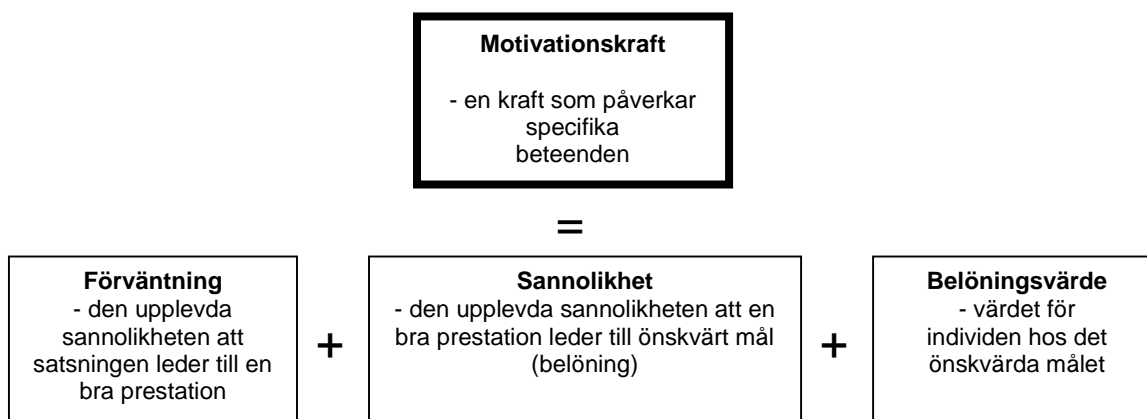 Motivationskraft
- en kraft som påverkar
specifika
beteenden
=
Förväntning
- den upplevda
sannolikheten att
satsningen leder till en
bra prestation
+
Sannolikhet
- den upplevda sannolikheten att en
bra prestation leder till önskvärt mål
(belöning)
+
Belöningsvärde
- värdet för
individen hos det
önskvärda målet